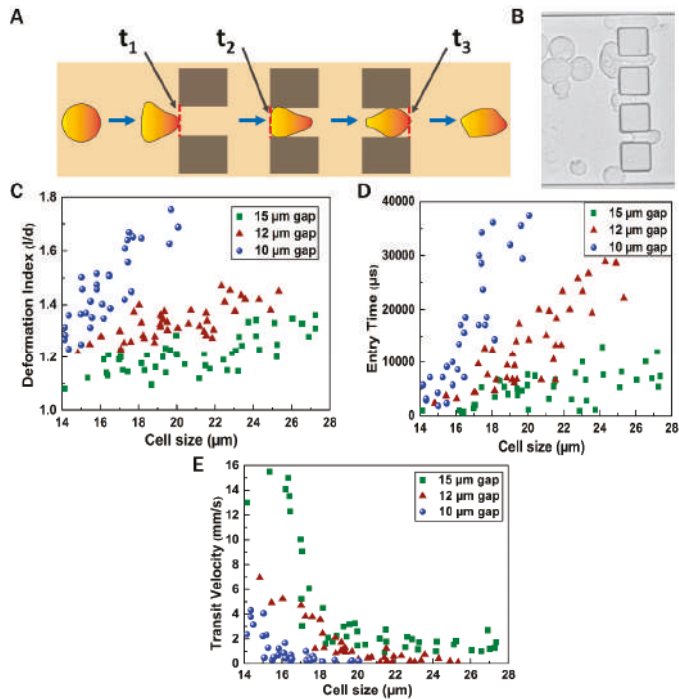 A
B
t1
t2
t3
C
D
1.8
1.6
1.4
1.2
1.0
Deformation Index (l/d)
15 µm gap
12 µm gap
10 µm gap
14 16 18 20 22 24 26 28
Cell size (µm)
40000
30000
20000
10000
0
Entry Time (µs)
15 µm gap
12 µm gap
10 µm gap
14 16 18 20 22 24 26 28
Cell size (µm)
E
16
14
12
10
8
6
4
2
0
Transit Velocity (mm/s)
15 µm gap
12 µm gap
10 µm gap
14 16 18 20 22 24 26 28
Cell size (µm)